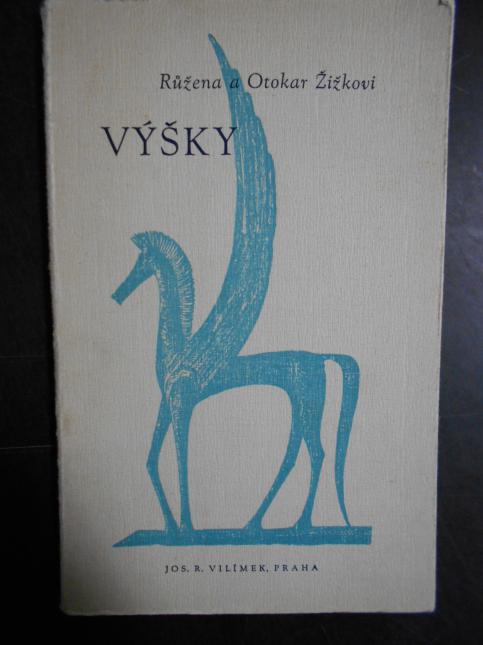 Růžena a Otokar Žižkovi
VÝŠKY
JOS. R. VILÍMEK, PRAHA